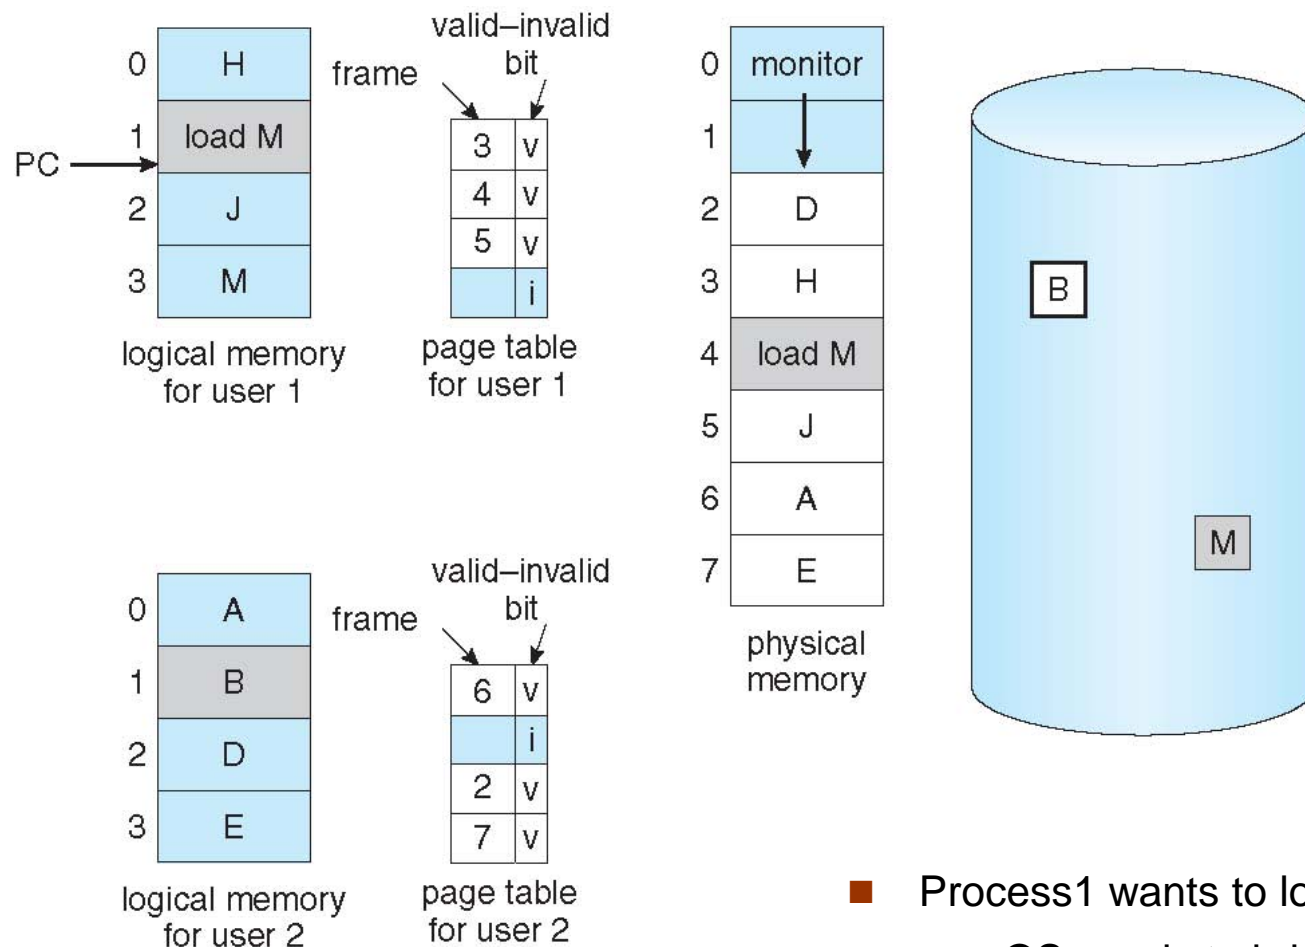 valid–invalid
bit
frame
0 H
1 load M
PC
2 J
3 M
3 v
4 v
5 v
i
logical memory
for user 1
page table
for user 1
0 monitor
1
2 D
3 H
4 load M
5 J
6 A
7 E
physical
memory
B
M
valid–invalid
bit
frame
0 A
1 B
2 D
3 E
6 v
i
2 v
7 v
logical memory
for user 2
page table
for user 2
Process1 wants to